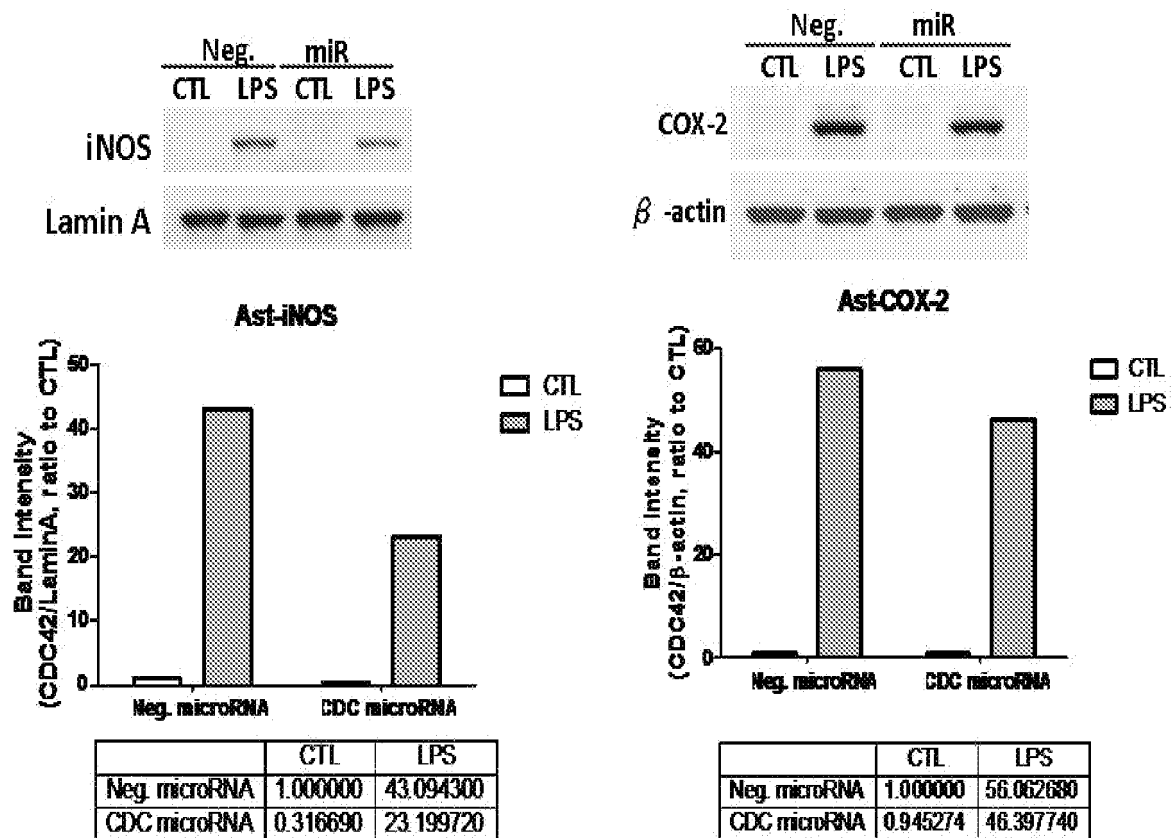 Neg. miR
CTL LPS CTL LPS
iNOS
Lamin A
Ast-iNOS
Band Intensity
(CDC42/LaminA, ratio to CTL)
50
40
30
20
10
0
CTL
LPS
Neg. microRNA CDC microRNA
CTL LPS
Neg. microRNA 1.000000 43.094300
CDC microRNA 0.316690 23.199720
Neg. miR
CTL LPS CTL LPS
COX-2
β -actin
Ast-COX-2
Band Intensity
(CDC42/β-actin, ratio to CTL)
60
40
20
0
CTL
LPS
Neg. microRNA CDC microRNA
CTL LPS
Neg. microRNA 1.000000 56.062680
CDC microRNA 0.945274 46.397740